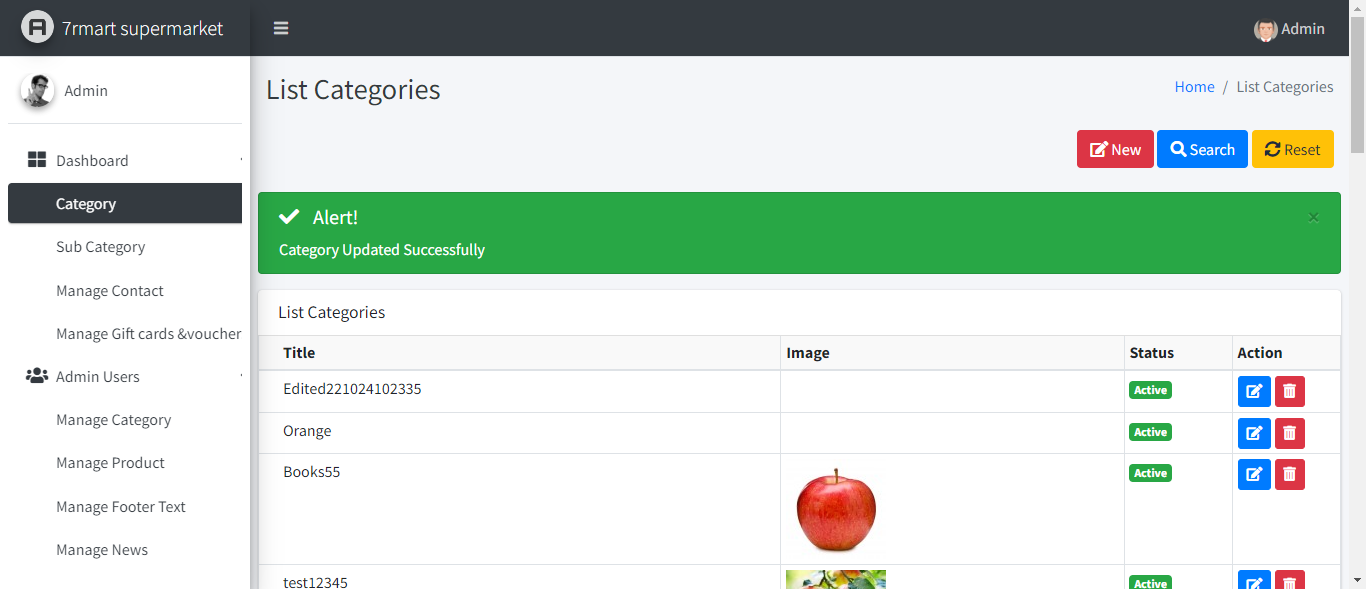 7rmart supermarket
Admin
Admin
List Categories
Home / List Categories
New
Search
Reset
Dashboard
Category
Sub Category
Manage Contact
Manage Gift cards &voucher
Admin Users
Manage Category
Manage Product
Manage Footer Text
Manage News
Alert!
×
Category Updated Successfully
List Categories
Title Image Status Action
Edited221024102335 Active
Orange Active
Books55 Active
test12345 Active